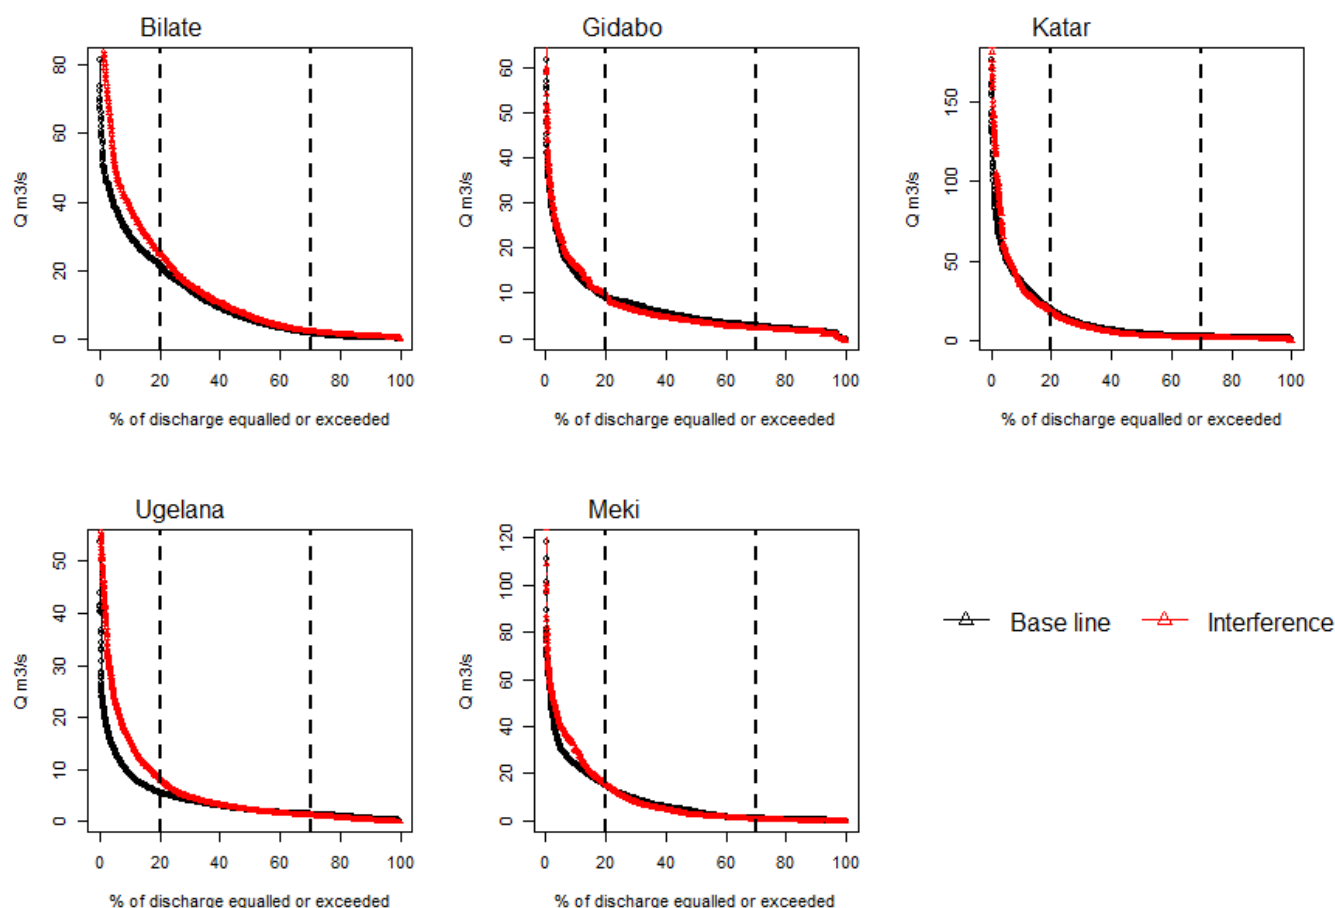 Bilate
Gidabo
Katar
Q m3/s
0 20 40 60 80
0 20 40 60 80 100
% of discharge equalled or exceeded
Q m3/s
0 10 20 30 40 50 60
0 20 40 60 80 100
% of discharge equalled or exceeded
Q m3/s
0 50 100 150
0 20 40 60 80 100
% of discharge equalled or exceeded
Ugelana
Meki
Q m3/s
0 10 20 30 40 50
0 20 40 60 80 100
% of discharge equalled or exceeded
Q m3/s
0 20 40 60 80 100 120
0 20 40 60 80 100
% of discharge equalled or exceeded
Base line
Interference